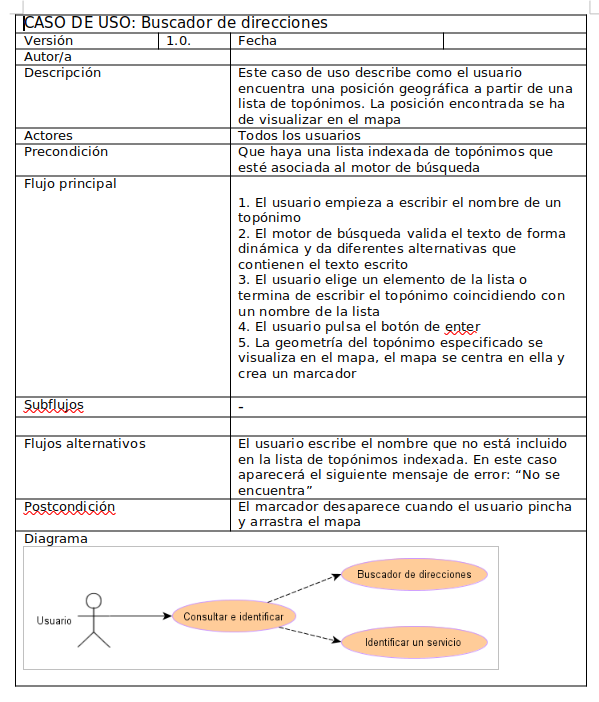 CASO DE USO: Buscador de direcciones
Versión 1.0. Fecha
Autor/a
Descripción
Este caso de uso describe como el usuario
encuentra una posición geográfica a partir de una
lista de topónimos. La posición encontrada se ha
de visualizar en el mapa
Actores
Todos los usuarios
Precondición
Que haya una lista indexada de topónimos que
esté asociada al motor de búsqueda
Flujo principal
1. El usuario empieza a escribir el nombre de un
topónimo
2. El motor de búsqueda valida el texto de forma
dinámica y da diferentes alternativas que
contienen el texto escrito
3. El usuario elige un elemento de la lista o
termina de escribir el topónimo coincidiendo con
un nombre de la lista
4. El usuario pulsa el botón de enter
5. La geometría del topónimo especificado se
visualiza en el mapa, el mapa se centra en ella y
crea un marcador
Subflujos
-
Flujos alternativos
El usuario escribe el nombre que no está incluido
en la lista de topónimos indexada. En este caso
aparecerá el siguiente mensaje de error: “No se
encuentra”
Postcondición
El marcador desaparece cuando el usuario pincha
y arrastra el mapa
Diagrama
Buscador de direcciones
Usuario
Consultar e identificar
Identificar un servicio